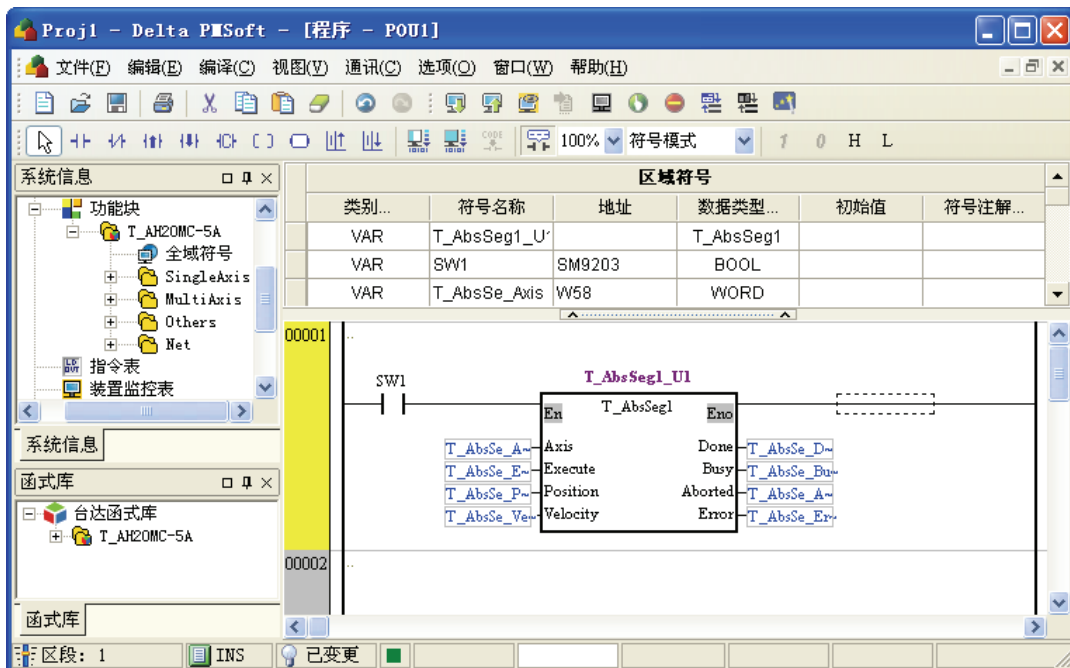 Proj1 - Delta PMSoft - [程序 - POU1]
文件(F) 编辑(E) 编译(C) 视图(V) 通讯(C) 选项(O) 窗口(W) 帮助(H)
100% 符号模式 1 0 H L
系统信息
功能块
T_AH20MC-5A
全域符号
SingleAxis
MultiAxis
Others
Net
指令表
装置监控表
系统信息
函式库
台达函式库
T_AH20MC-5A
函式库
区域符号
类别... 符号名称 地址 数据类型... 初始值 符号注解...
VAR T_AbsSeg1_U1 T_AbsSeg1
VAR SW1 SM9203 BOOL
VAR T_AbsSe_Axis W58 WORD
00001
SW1
T_AbsSeg1_U1
En T_AbsSeg1 Eno
T_AbsSe_A~ Axis Done T_AbsSe_D~
T_AbsSe_E~ Execute Busy T_AbsSe_Bu~
T_AbsSe_P~ Position Aborted T_AbsSe_A~
T_AbsSe_Ve~ Velocity Error T_AbsSe_Er~
00002
区段: 1 INS 已变更